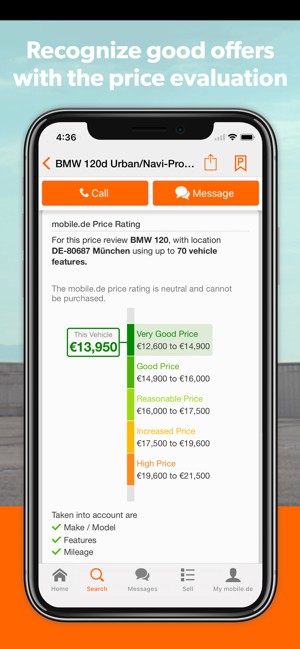 Recognize good offers
with the price evaluation
4:36
BMW 120d Urban/Navi-Pro...
Call
Message
mobile.de Price Rating
For this price review BMW 120, with location
DE-80687 München using up to 70 vehicle
features.
The mobile.de price rating is neutral and cannot
be purchased.
This Vehicle
€13,950
Very Good Price
€12,600 to €14,900
Good Price
€14,900 to €16,000
Reasonable Price
€16,000 to €17,500
Increased Price
€17,500 to €19,600
High Price
€19,600 to €21,500
Taken into account are
Make / Model
Features
Mileage
Home
Search
Messages
Sell
My mobile.de